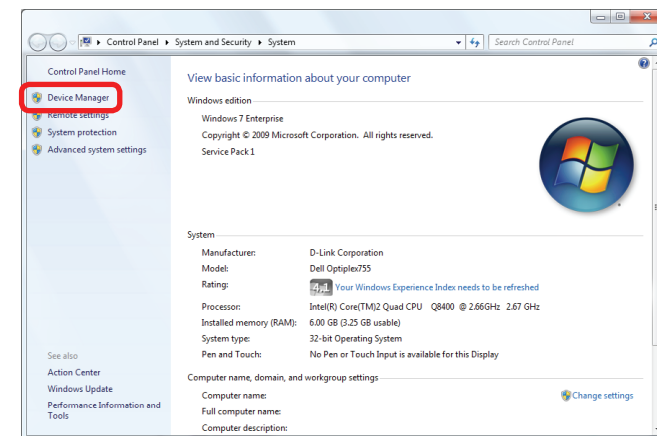 Control Panel ▸ System and Security ▸ System
Search Control Panel
Control Panel Home
Device Manager
Remote settings
System protection
Advanced system settings
See also
Action Center
Windows Update
Performance Information and
Tools
View basic information about your computer
Windows edition
Windows 7 Enterprise
Copyright © 2009 Microsoft Corporation. All rights reserved.
Service Pack 1
System
Manufacturer: D-Link Corporation
Model: Dell Optiplex755
Rating: 4,1 Your Windows Experience Index needs to be refreshed
Processor: Intel(R) Core(TM)2 Quad CPU Q8400 @ 2.66GHz 2.67 GHz
Installed memory (RAM): 6.00 GB (3.25 GB usable)
System type: 32-bit Operating System
Pen and Touch: No Pen or Touch Input is available for this Display
Computer name, domain, and workgroup settings
Computer name: Change settings
Full computer name:
Computer description: